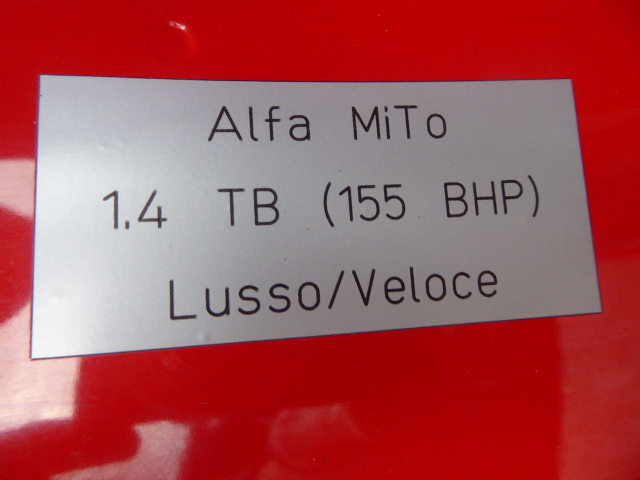 Alfa MiTo
1.4 TB (155 BHP)
Lusso/Veloce